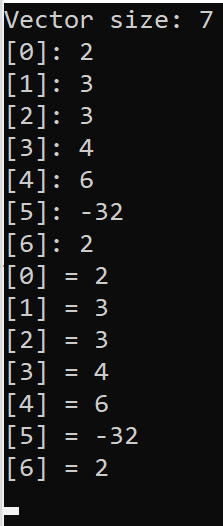 Vector size: 7
[0]: 2
[1]: 3
[2]: 3
[3]: 4
[4]: 6
[5]: -32
[6]: 2
[0] = 2
[1] = 3
[2] = 3
[3] = 4
[4] = 6
[5] = -32
[6] = 2